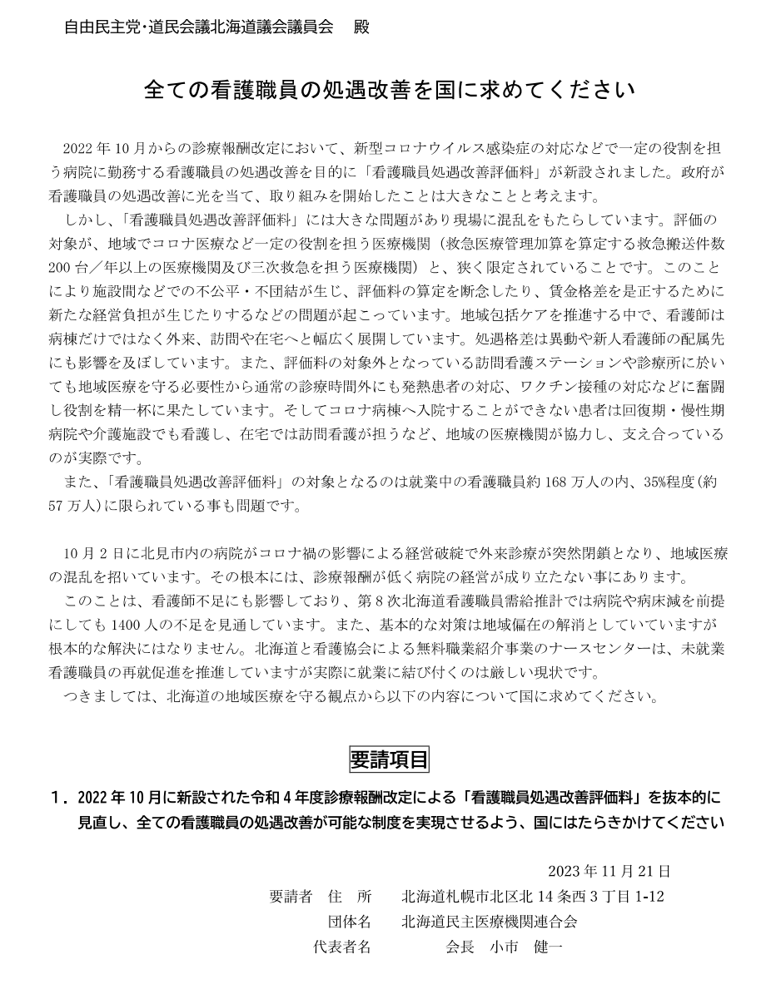 自由民主党・道民会議北海道議会議員会　殿
全ての看護職員の処遇改善を国に求めてください
2022 年 10 月からの診療報酬改定において、新型コロナウイルス感染症の対応などで一定の役割を担
う病院に勤務する看護職員の処遇改善を目的に「看護職員処遇改善評価料」が新設されました。政府が
看護職員の処遇改善に光を当て、取り組みを開始したことは大きなことと考えます。
しかし、「看護職員処遇改善評価料」には大きな問題があり現場に混乱をもたらしています。評価の
対象が、地域でコロナ医療など一定の役割を担う医療機関（救急医療管理加算を算定する救急搬送件数
200 台／年以上の医療機関及び三次救急を担う医療機関）と、狭く限定されていることです。このこと
により施設間などでの不公平・不団結が生じ、評価料の算定を断念したり、賃金格差を是正するために
新たな経営負担が生じたりするなどの問題が起こっています。地域包括ケアを推進する中で、看護師は
病棟だけではなく外来、訪問や在宅へと幅広く展開しています。処遇格差は異動や新人看護師の配属先
にも影響を及ぼしています。また、評価料の対象外となっている訪問看護ステーションや診療所に於い
ても地域医療を守る必要性から通常の診療時間外にも発熱患者の対応、ワクチン接種の対応などに奮闘
し役割を精一杯に果たしています。そしてコロナ病棟へ入院することができない患者は回復期・慢性期
病院や介護施設でも看護し、在宅では訪問看護が担うなど、地域の医療機関が協力し、支え合っている
のが実際です。
また、「看護職員処遇改善評価料」の対象となるのは就業中の看護職員約 168 万人の内、35%程度(約
57 万人)に限られている事も問題です。
10 月 2 日に北見市内の病院がコロナ禍の影響による経営破綻で外来診療が突然閉鎖となり、地域医療
の混乱を招いています。その根本には、診療報酬が低く病院の経営が成り立たない事にあります。
このことは、看護師不足にも影響しており、第 8 次北海道看護職員需給推計では病院や病床減を前提
にしても 1400 人の不足を見通しています。また、基本的な対策は地域偏在の解消としていていますが
根本的な解決にはなりません。北海道と看護協会による無料職業紹介事業のナースセンターは、未就業
看護職員の再就促進を推進していますが実際に就業に結び付くのは厳しい現状です。
つきましては、北海道の地域医療を守る観点から以下の内容について国に求めてください。
要請項目
１．2022 年 10 月に新設された令和 4 年度診療報酬改定による「看護職員処遇改善評価料」を抜本的に
見直し、全ての看護職員の処遇改善が可能な制度を実現させるよう、国にはたらきかけてください
2023 年 11 月 21 日
要請者　住　所　　北海道札幌市北区北 14 条西 3 丁目 1-12
団体名　　北海道民主医療機関連合会
代表者名　　　　会長　小市　健一